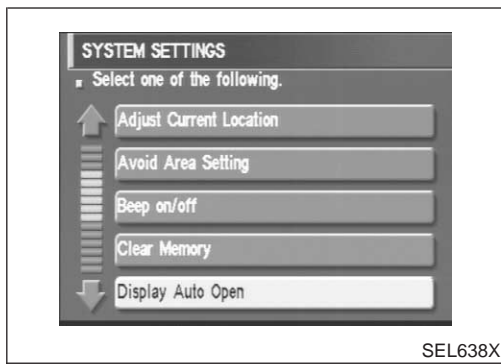 SYSTEM SETTINGS
Select one of the following.
Adjust Current Location
Avoid Area Setting
Beep on/off
Clear Memory
Display Auto Open
SEL638X